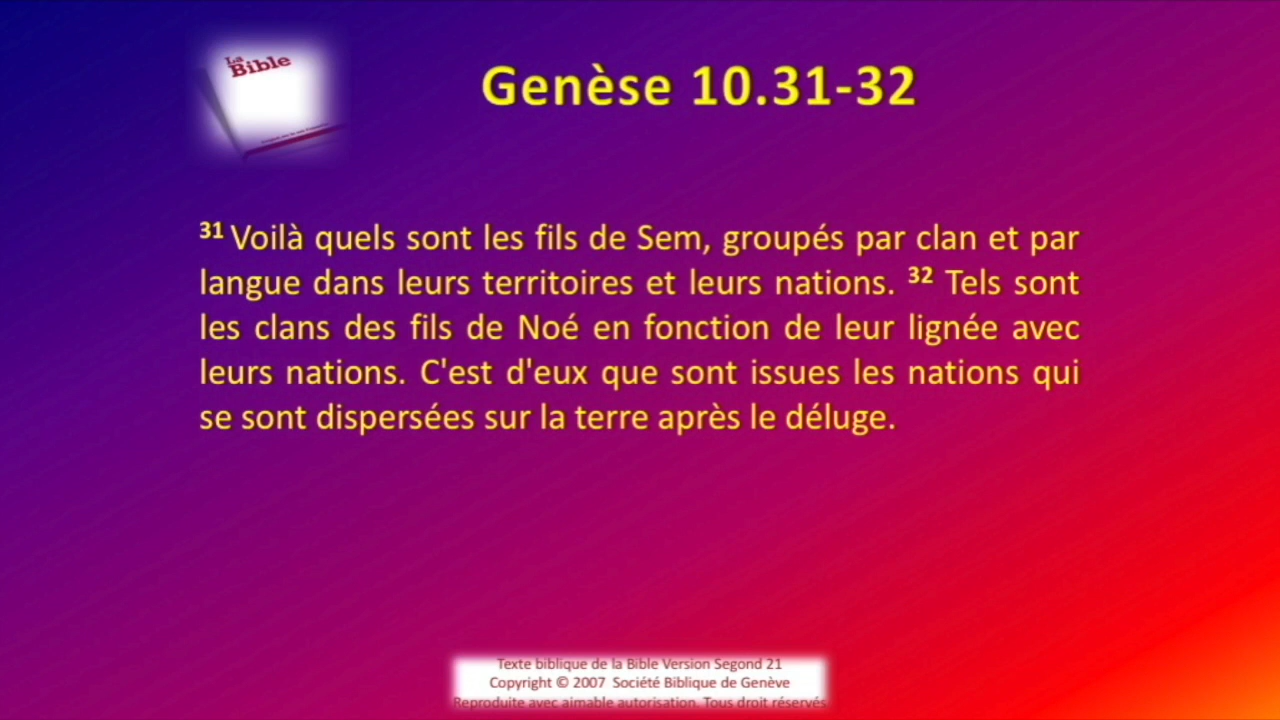 La
Bible
Genèse 10.31-32
31 Voilà quels sont les fils de Sem, groupés par clan et par
langue dans leurs territoires et leurs nations. 32 Tels sont
les clans des fils de Noé en fonction de leur lignée avec
leurs nations. C'est d'eux que sont issues les nations qui
se sont dispersées sur la terre après le déluge.
Texte biblique de la Bible Version Segond 21
Copyright © 2007 Société Biblique de Genève
Reproduite avec aimable autorisation. Tous droit réservés